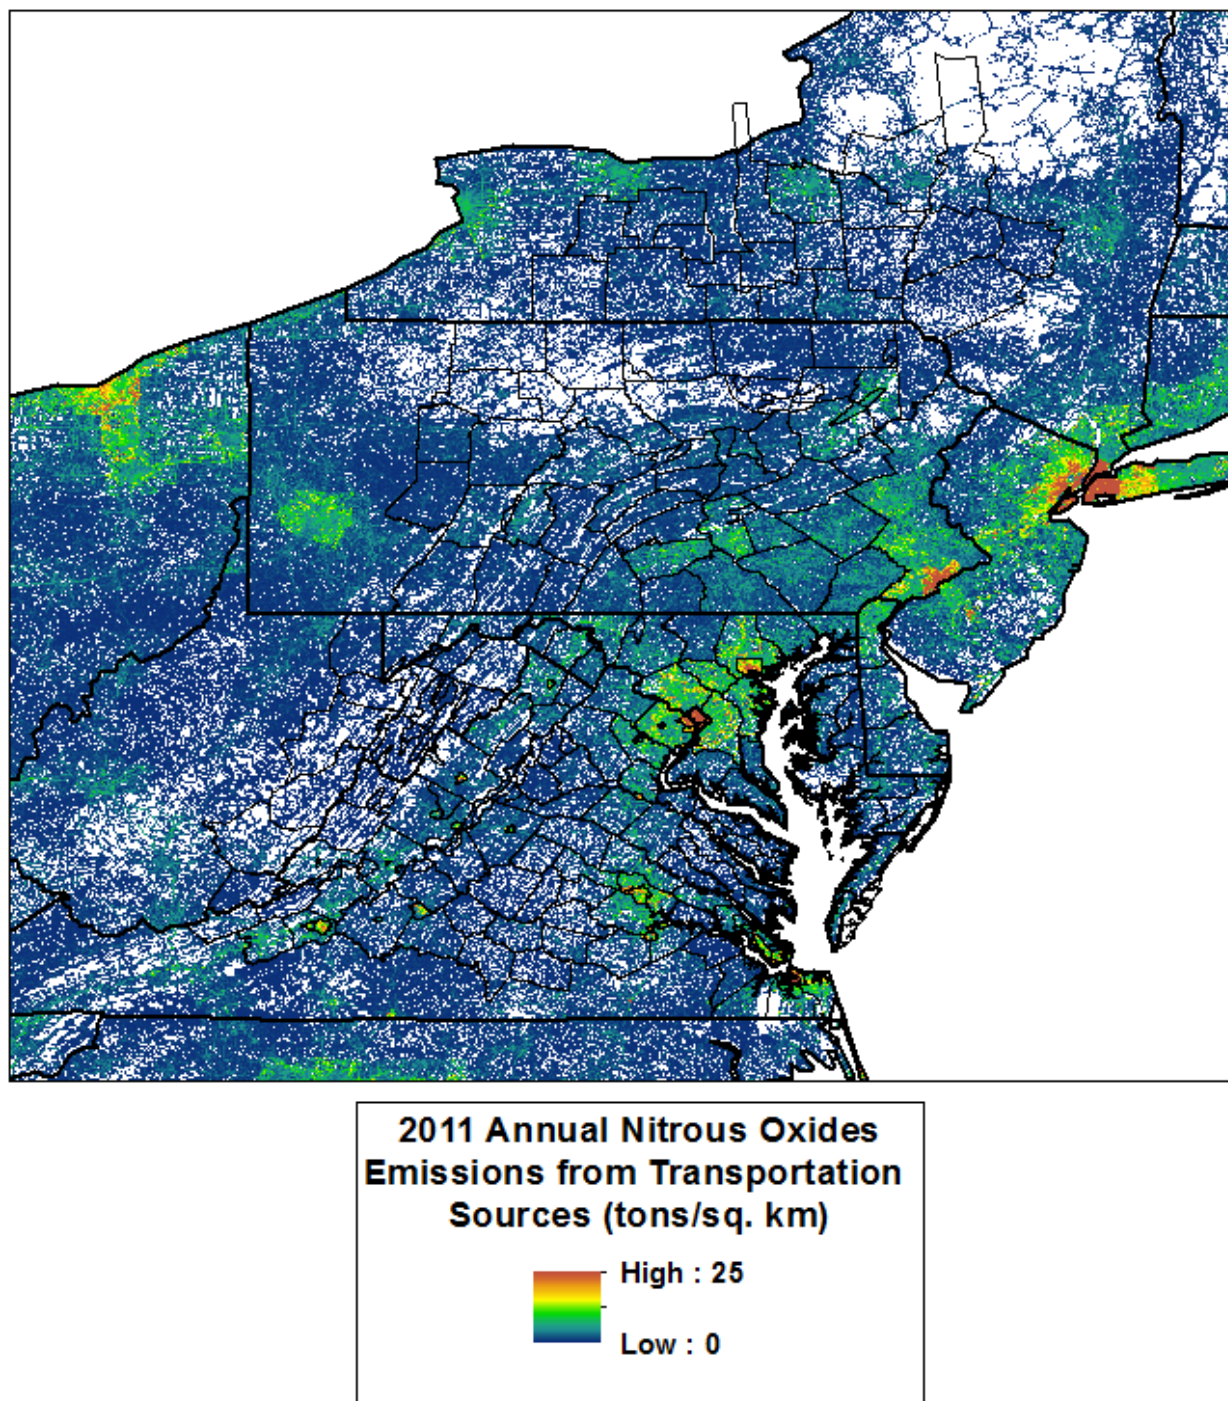 2011 Annual Nitrous Oxides
Emissions from Transportation
Sources (tons/sq. km)
High : 25
Low : 0